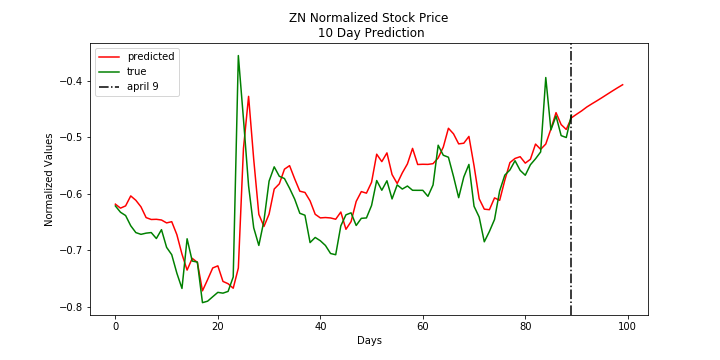 ZN Normalized Stock Price
10 Day Prediction
predicted
true
april 9
Normalized Values
−0.4
−0.5
−0.6
−0.7
−0.8
0 20 40 60 80 100
Days